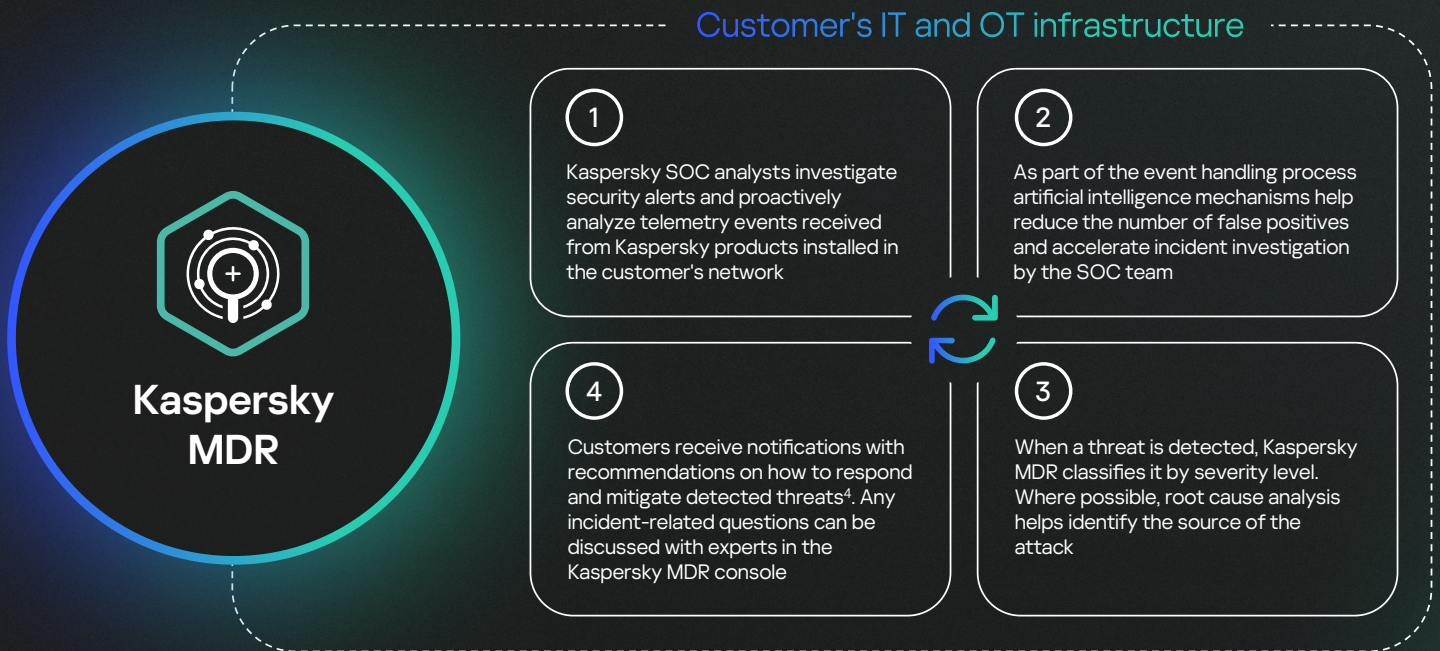 Customer's IT and OT infrastructure
Kaspersky
MDR
1
Kaspersky SOC analysts investigate
security alerts and proactively
analyze telemetry events received
from Kaspersky products installed in
the customer's network
2
As part of the event handling process
artificial intelligence mechanisms help
reduce the number of false positives
and accelerate incident investigation
by the SOC team
3
When a threat is detected, Kaspersky
MDR classifies it by severity level.
Where possible, root cause analysis
helps identify the source of the
attack
4
Customers receive notifications with
recommendations on how to respond
and mitigate detected threats⁴. Any
incident-related questions can be
discussed with experts in the
Kaspersky MDR console